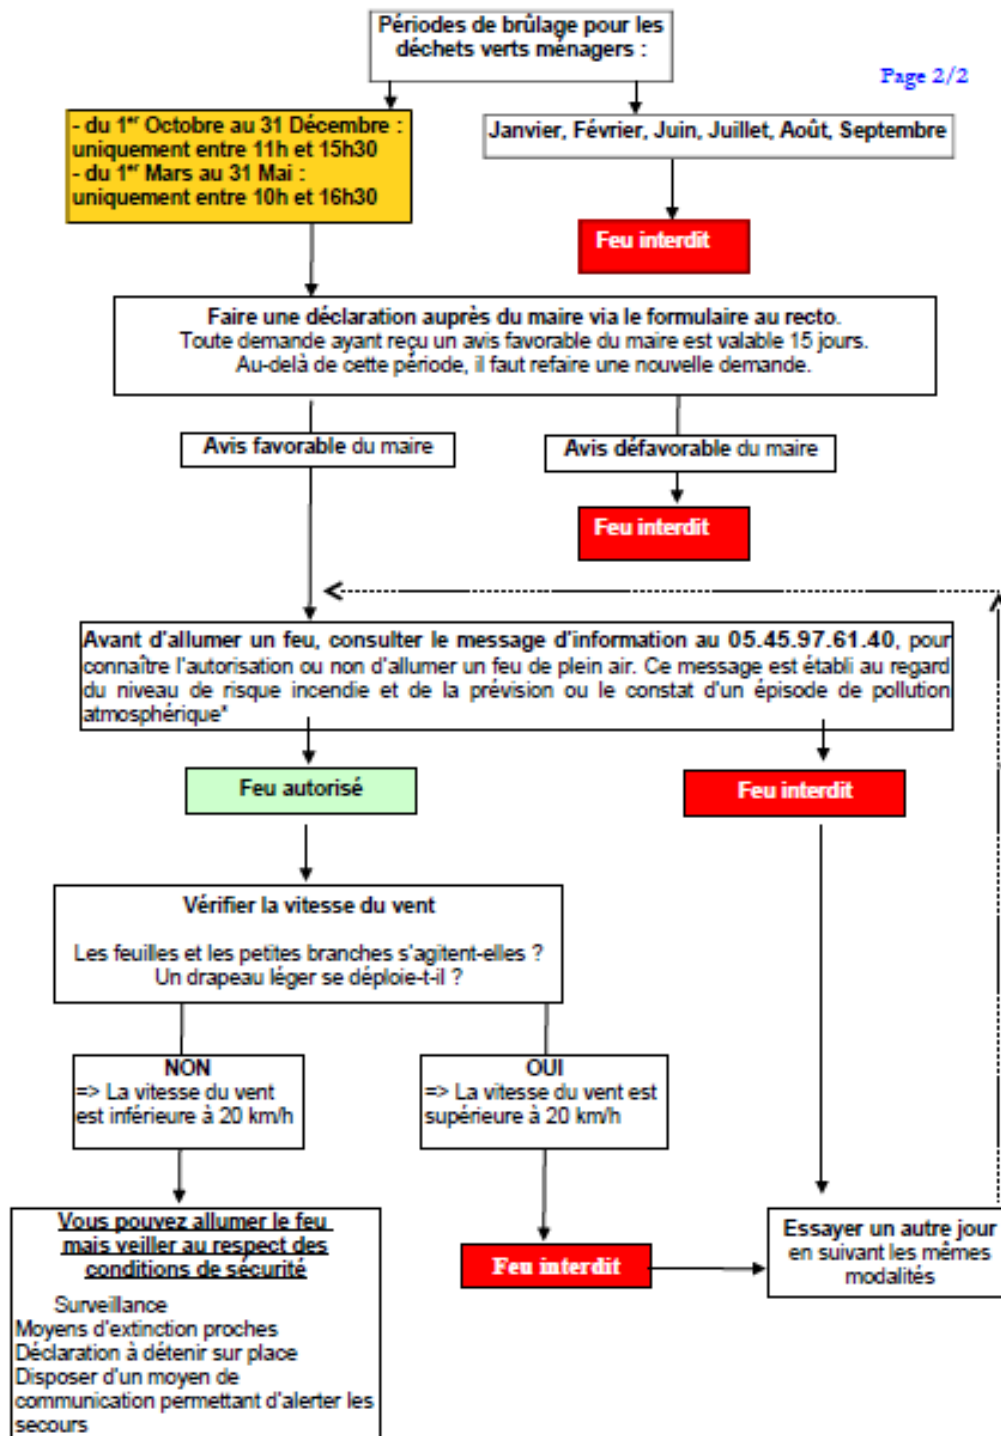 Périodes de brûlage pour les
déchets verts ménagers :
Page 2/2
- du 1er Octobre au 31 Décembre :
uniquement entre 11h et 15h30
- du 1er Mars au 31 Mai :
uniquement entre 10h et 16h30
Janvier, Février, Juin, Juillet, Août, Septembre
Feu interdit
Faire une déclaration auprès du maire via le formulaire au recto.
Toute demande ayant reçu un avis favorable du maire est valable 15 jours.
Au-delà de cette période, il faut refaire une nouvelle demande.
Avis favorable du maire
Avis défavorable du maire
Feu interdit
Avant d'allumer un feu, consulter le message d'information au 05.45.97.61.40, pour
connaître l'autorisation ou non d'allumer un feu de plein air. Ce message est établi au regard
du niveau de risque incendie et de la prévision ou le constat d'un épisode de pollution
atmosphérique*
Feu autorisé
Feu interdit
Vérifier la vitesse du vent
Les feuilles et les petites branches s'agitent-elles ?
Un drapeau léger se déploie-t-il ?
NON
=> La vitesse du vent
est inférieure à 20 km/h
OUI
=> La vitesse du vent est
supérieure à 20 km/h
Vous pouvez allumer le feu
mais veiller au respect des
conditions de sécurité
Surveillance
Moyens d'extinction proches
Déclaration à détenir sur place
Disposer d'un moyen de
communication permettant d'alerter les
secours
Feu interdit
Essayer un autre jour
en suivant les mêmes
modalités